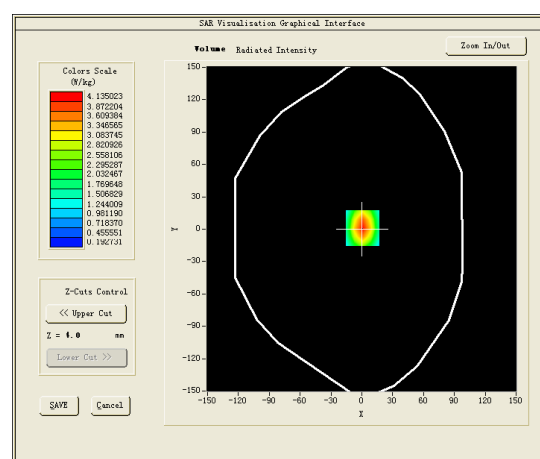 SAR Visualisation Graphical Interface
Volume Radiated Intensity
Zoom In/Out
Colors Scale
(W/kg)
4.135023
3.872204
3.609384
3.346565
3.083745
2.820926
2.558106
2.295287
2.032467
1.769648
1.506829
1.244009
0.981190
0.718370
0.455551
0.192731
Z-Cuts Control
<< Upper Cut
Z = 4.0 mm
Lower Cut >>
SAVE Cancel
150
120
90
60
30
0
-30
-60
-90
-120
-150
Y
-150 -120 -90 -60 -30 0 30 60 90 120 150
X